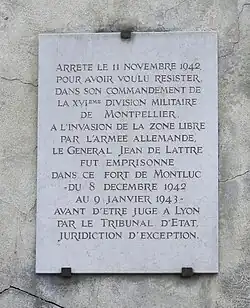 ARRETE LE 11 NOVEMBRE 1942
POUR AVOIR VOULU RESISTER,
DANS SON COMMANDEMENT DE
LA XVIÈME DIVISION MILITAIRE
DE MONTPELLIER,
A L'INVASION DE LA ZONE LIBRE
PAR L'ARMEE ALLEMANDE,
LE GENERAL JEAN DE LATTRE
FUT EMPRISONNE
DANS CE FORT DE MONTLUC
-DU 8 DECEMBRE 1942
AU 9 JANVIER 1943-
AVANT D'ETRE JUGE A LYON
PAR LE TRIBUNAL D'ETAT,
JURIDICTION D'EXCEPTION.